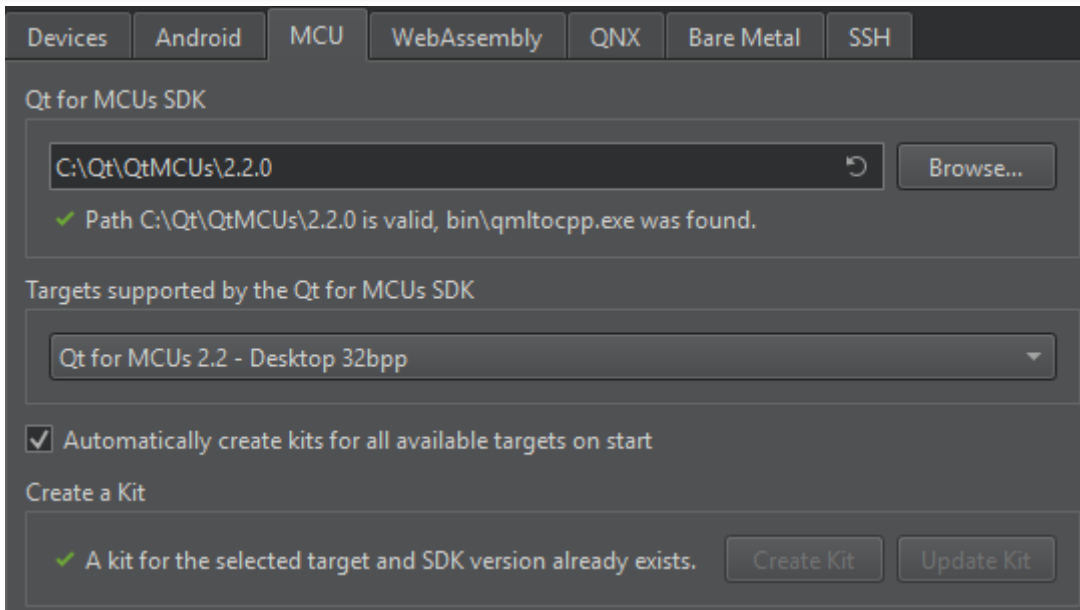 Devices Android MCU WebAssembly QNX Bare Metal SSH
Qt for MCUs SDK
C:\Qt\QtMCUs\2.2.0 Browse...
Path C:\Qt\QtMCUs\2.2.0 is valid, bin\qmltocpp.exe was found.
Targets supported by the Qt for MCUs SDK
Qt for MCUs 2.2 - Desktop 32bpp
Automatically create kits for all available targets on start
Create a Kit
A kit for the selected target and SDK version already exists. Create Kit Update Kit